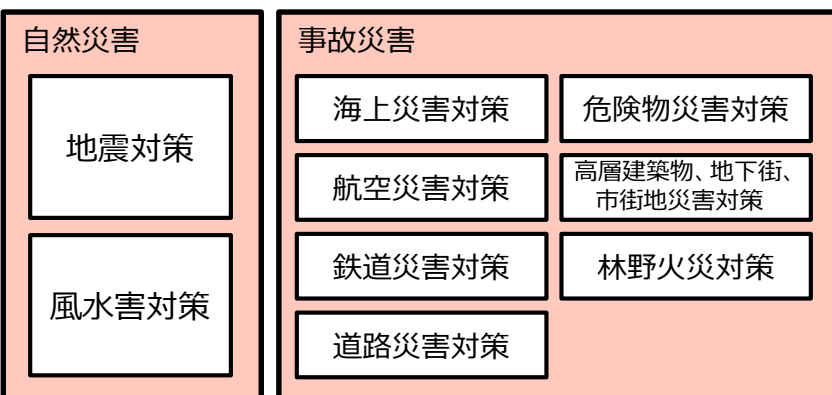 自然災害
地震対策
風水害対策
事故災害
海上災害対策
危険物災害対策
航空災害対策
高層建築物、地下街、
市街地災害対策
鉄道災害対策
林野火災対策
道路災害対策